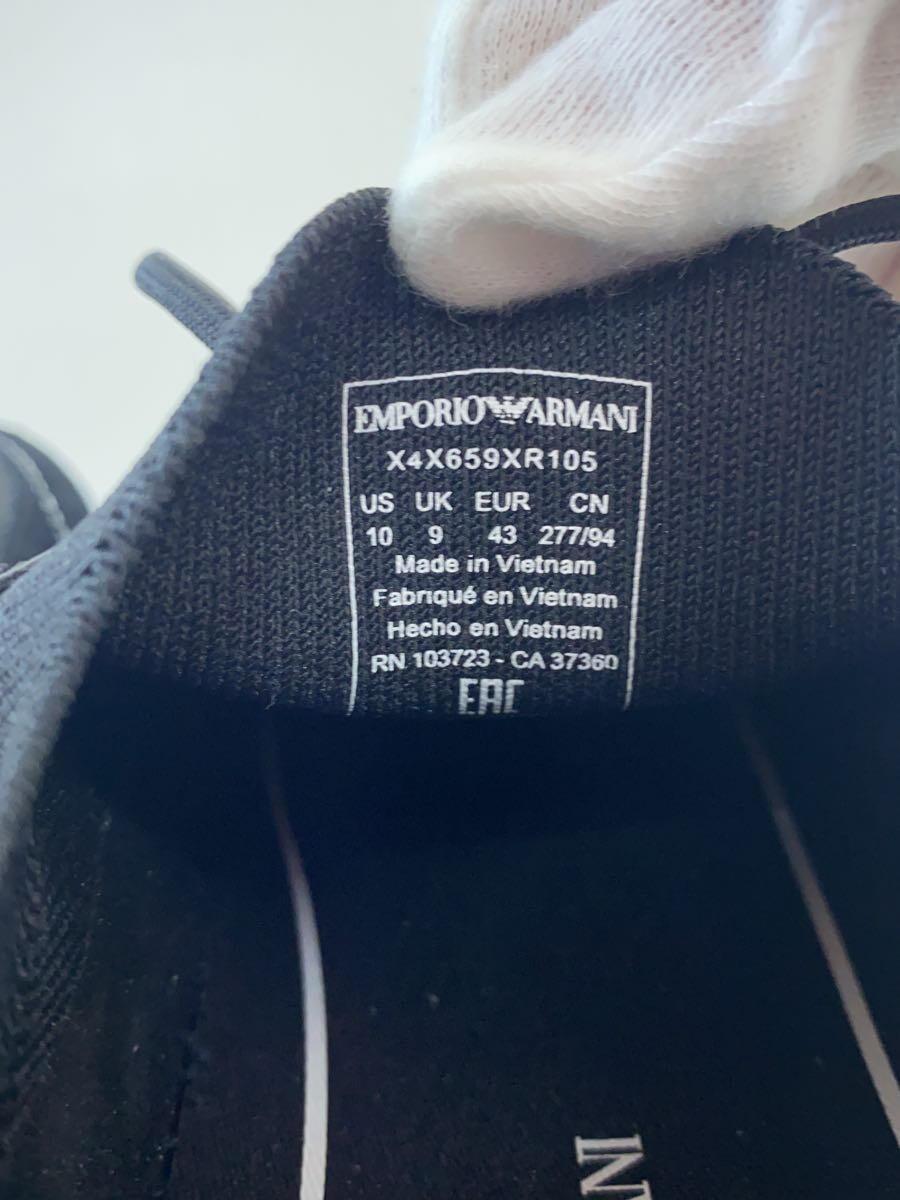 EMPORIO ARMANI
X4X659XR105
US UK EUR CN
10 9 43 277/94
Made in Vietnam
Fabriqué en Vietnam
Hecho en Vietnam
RN 103723 - CA 37360
EAC